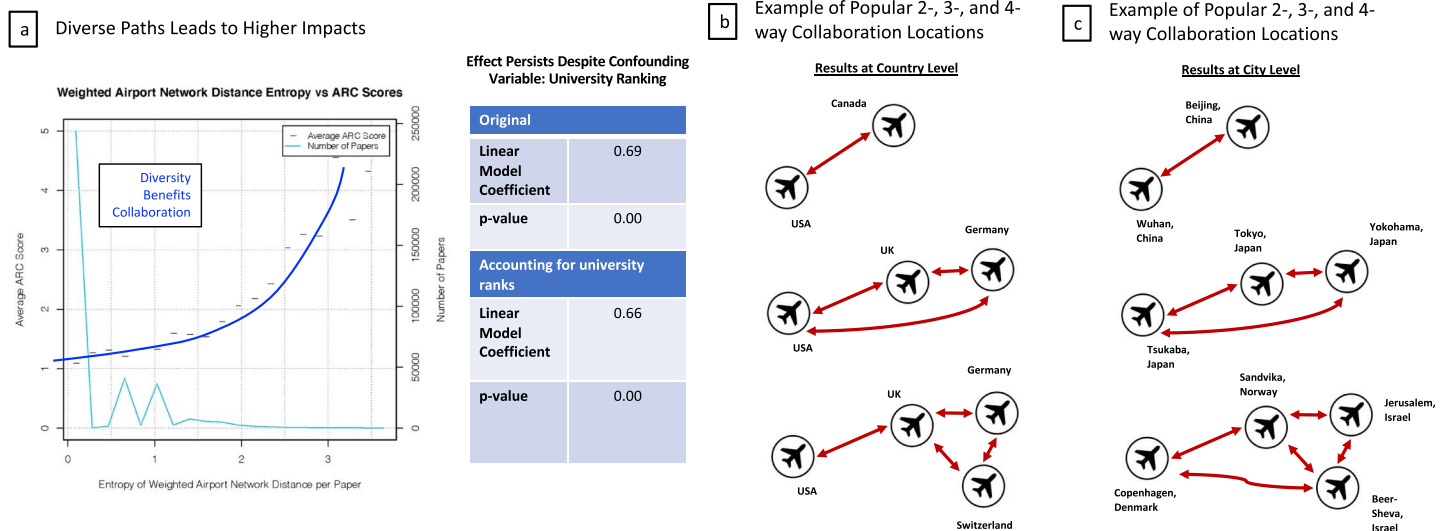 a
Diverse Paths Leads to Higher Impacts
Weighted Airport Network Distance Entropy vs ARC Scores
Average ARC Score
Number of Papers
Diversity
Benefits
Collaboration
5
4
3
2
1
0
Average ARC Score
250000
200000
150000
100000
50000
0
Number of Papers
0
1
2
3
Entropy of Weighted Airport Network Distance per Paper
Effect Persists Despite Confounding
Variable: University Ranking
Original
Linear
Model
Coefficient
0.69
p-value
0.00
Accounting for university
ranks
Linear
Model
Coefficient
0.66
p-value
0.00
b
Example of Popular 2-, 3-, and 4-
way Collaboration Locations
Results at Country Level
Canada
USA
UK
Germany
USA
UK
Germany
USA
Switzerland
c
Example of Popular 2-, 3-, and 4-
way Collaboration Locations
Results at City Level
Beijing,
China
Wuhan,
China
Tokyo,
Japan
Yokohama,
Japan
Tsukaba,
Japan
Sandvika,
Norway
Jerusalem,
Israel
Copenhagen,
Denmark
Beer-
Sheva,
Israel